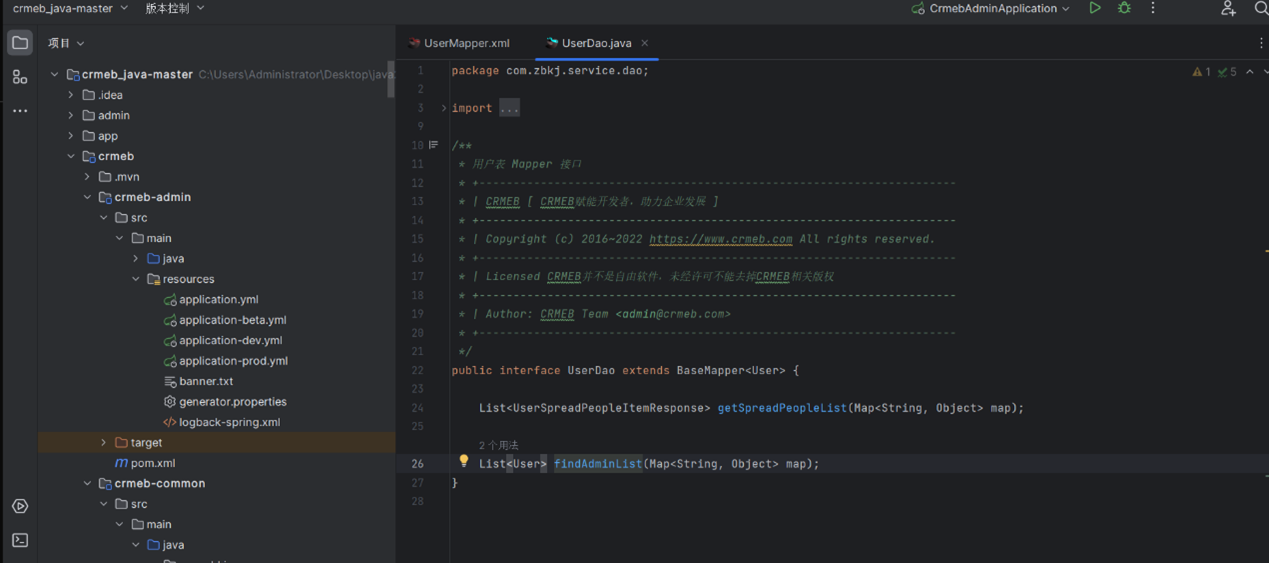 crmeb_java-master 版本控制 CrmebAdminApplication
项目
UserMapper.xml UserDao.java
crmeb_java-master C:\Users\Administrator\Desktop\java
.idea
admin
app
crmeb
.mvn
crmeb-admin
src
main
java
resources
application.yml
application-beta.yml
application-dev.yml
application-prod.yml
banner.txt
generator.properties
logback-spring.xml
target
pom.xml
crmeb-common
src
main
java
1 package com.zbkj.service.dao;
2
3 import ...
9
10 /**
11 * 用户表 Mapper 接口
12 * +----------------------------------------------------------------------
13 * | CRMEB [ CRMEB赋能开发者，助力企业发展 ]
14 * +----------------------------------------------------------------------
15 * | Copyright (c) 2016~2022 https://www.crmeb.com All rights reserved.
16 * +----------------------------------------------------------------------
17 * | Licensed CRMEB并不是自由软件，未经许可不能去掉CRMEB相关版权
18 * +----------------------------------------------------------------------
19 * | Author: CRMEB Team <admin@crmeb.com>
20 * +----------------------------------------------------------------------
21 */
22 public interface UserDao extends BaseMapper<User> {
23
24 List<UserSpreadPeopleItemResponse> getSpreadPeopleList(Map<String, Object> map);
25
2 个用法
26 List<User> findAdminList(Map<String, Object> map);
27 }
28
1 5